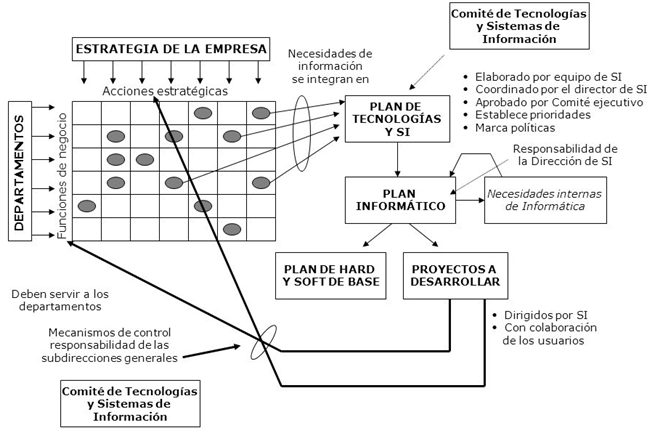 Comité de Tecnologías
y Sistemas de
Información
ESTRATEGIA DE LA EMPRESA
Necesidades de
información
se integran en
Acciones estratégicas
DEPARTAMENTOS
Funciones de negocio
PLAN DE
TECNOLOGÍAS
Y SI
• Elaborado por equipo de SI
• Coordinado por el director de SI
• Aprobado por Comité ejecutivo
• Establece prioridades
• Marca políticas
Responsabilidad de
la Dirección de SI
PLAN
INFORMÁTICO
Necesidades internas
de Informática
PLAN DE HARD
Y SOFT DE BASE
PROYECTOS A
DESARROLLAR
Deben servir a los
departamentos
• Dirigidos por SI
• Con colaboración
de los usuarios
Mecanismos de control
responsabilidad de las
subdirecciones generales
Comité de Tecnologías
y Sistemas de
Información